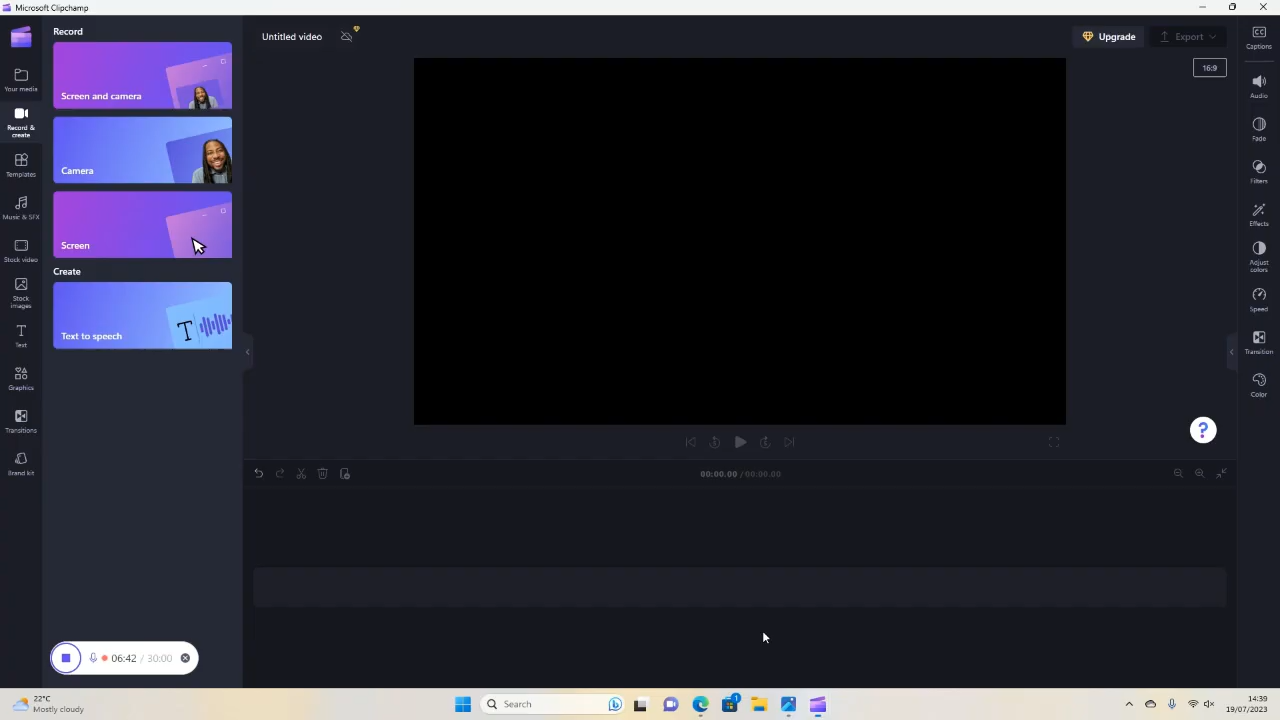 Microsoft Clipchamp
Your media
Record &
create
Templates
Music & SFX
Stock video
Stock
images
Text
Graphics
Transitions
Brand kit
Record
Screen and camera
Camera
Screen
Create
Text to speech
T
06:42 / 30:00
Untitled video
Upgrade
Export
16:9
?
00:00.00 / 00:00.00
CC
Captions
Audio
Fade
Filters
Effects
Adjust
colors
Speed
Transition
Color
22°C
Mostly cloudy
Search
1
14:39
19/07/2023